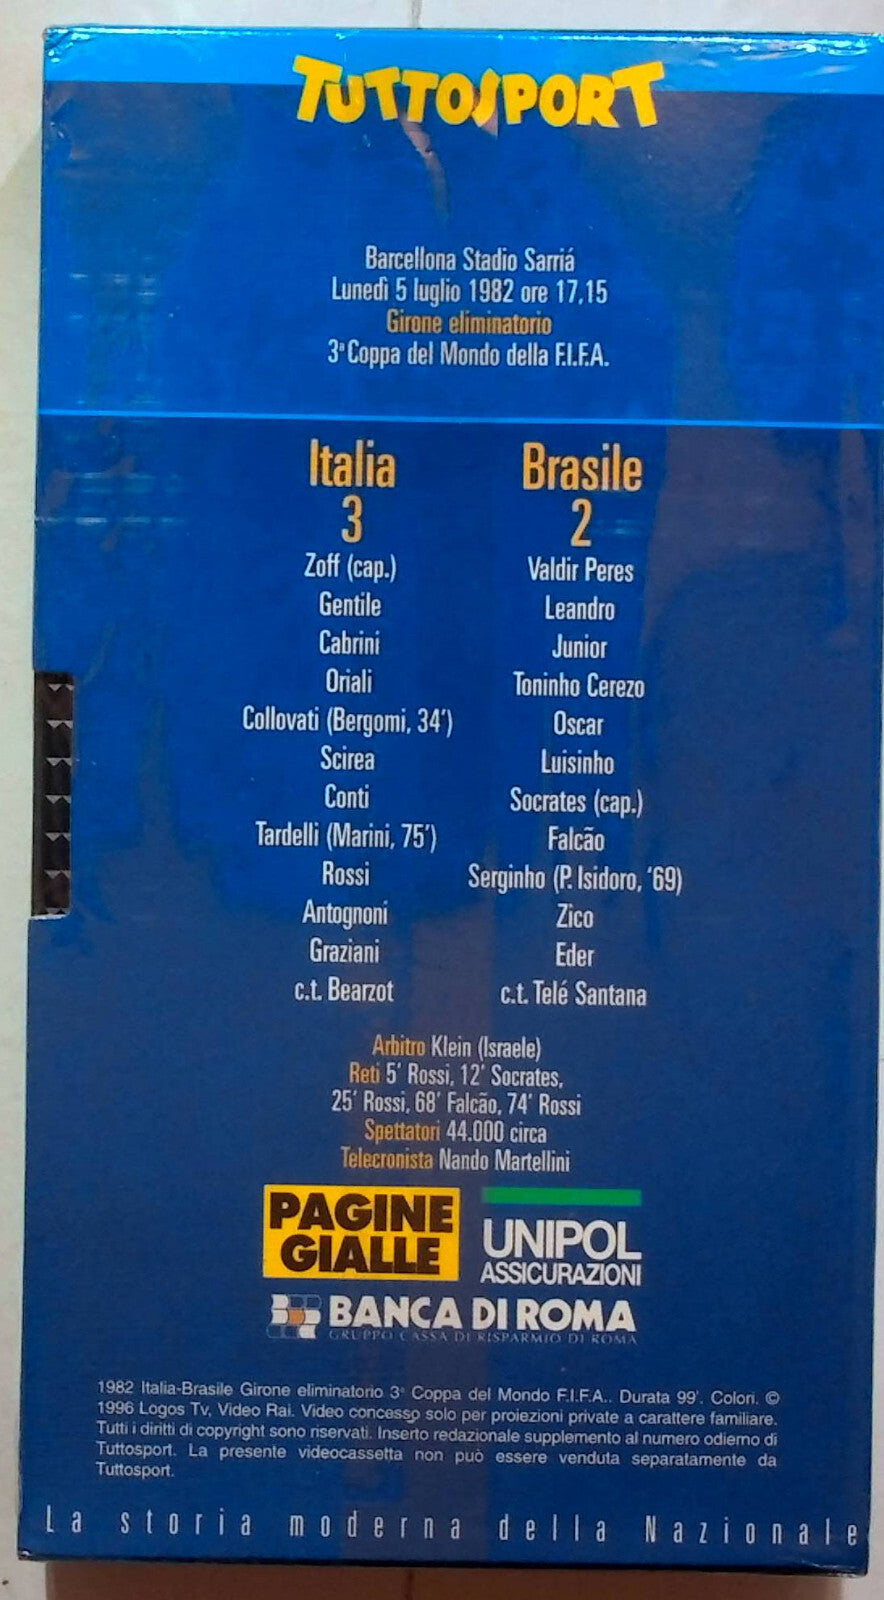 TUTTOSPORT
Barcellona Stadio Sarriá
Lunedì 5 luglio 1982 ore 17,15
Girone eliminatorio
3ª Coppa del Mondo della F.I.F.A.
Italia
3
Zoff (cap.)
Gentile
Cabrini
Oriali
Collovati (Bergomi, 34')
Scirea
Conti
Tardelli (Marini, 75')
Rossi
Antognoni
Graziani
c.t. Bearzot
Brasile
2
Valdir Peres
Leandro
Junior
Toninho Cerezo
Oscar
Luisinho
Socrates (cap.)
Falcão
Serginho (P. Isidoro, '69)
Zico
Eder
c.t. Telé Santana
Arbitro Klein (Israele)
Reti 5' Rossi, 12' Socrates,
25' Rossi, 68' Falcão, 74' Rossi
Spettatori 44.000 circa
Telecronista Nando Martellini
PAGINE
GIALLE
UNIPOL
ASSICURAZIONI
BANCA DI ROMA
GRUPPO CASSA DI RISPARMIO DI ROMA
1982 Italia-Brasile Girone eliminatorio 3ª Coppa del Mondo F.I.F.A.. Durata 99'. Colori. ©
1996 Logos Tv, Video Rai. Video concesso solo per proiezioni private a carattere familiare.
Tutti i diritti di copyright sono riservati. Inserto redazionale supplemento al numero odierno di
Tuttosport. La presente videocassetta non può essere venduta separatamente da
Tuttosport.
La storia moderna della Nazionale